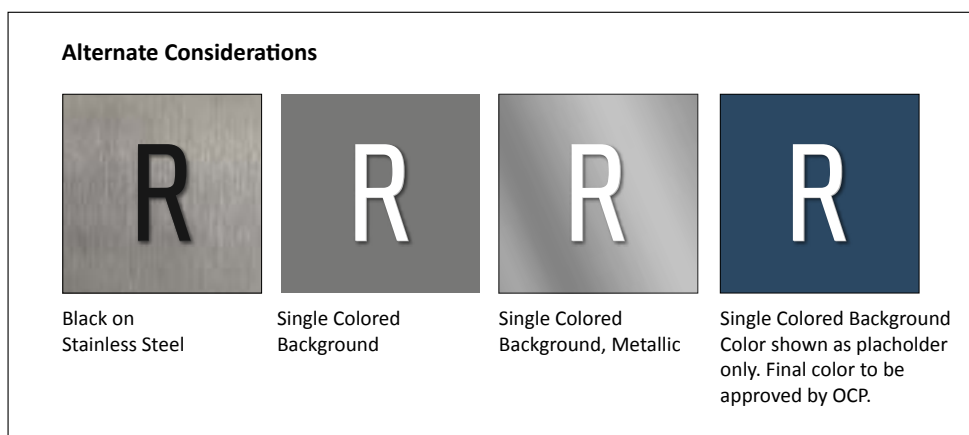 Alternate Considerations
R
R
R
R
Black on
Stainless Steel
Single Colored
Background
Single Colored
Background, Metallic
Single Colored Background
Color shown as placholder
only. Final color to be
approved by OCP.